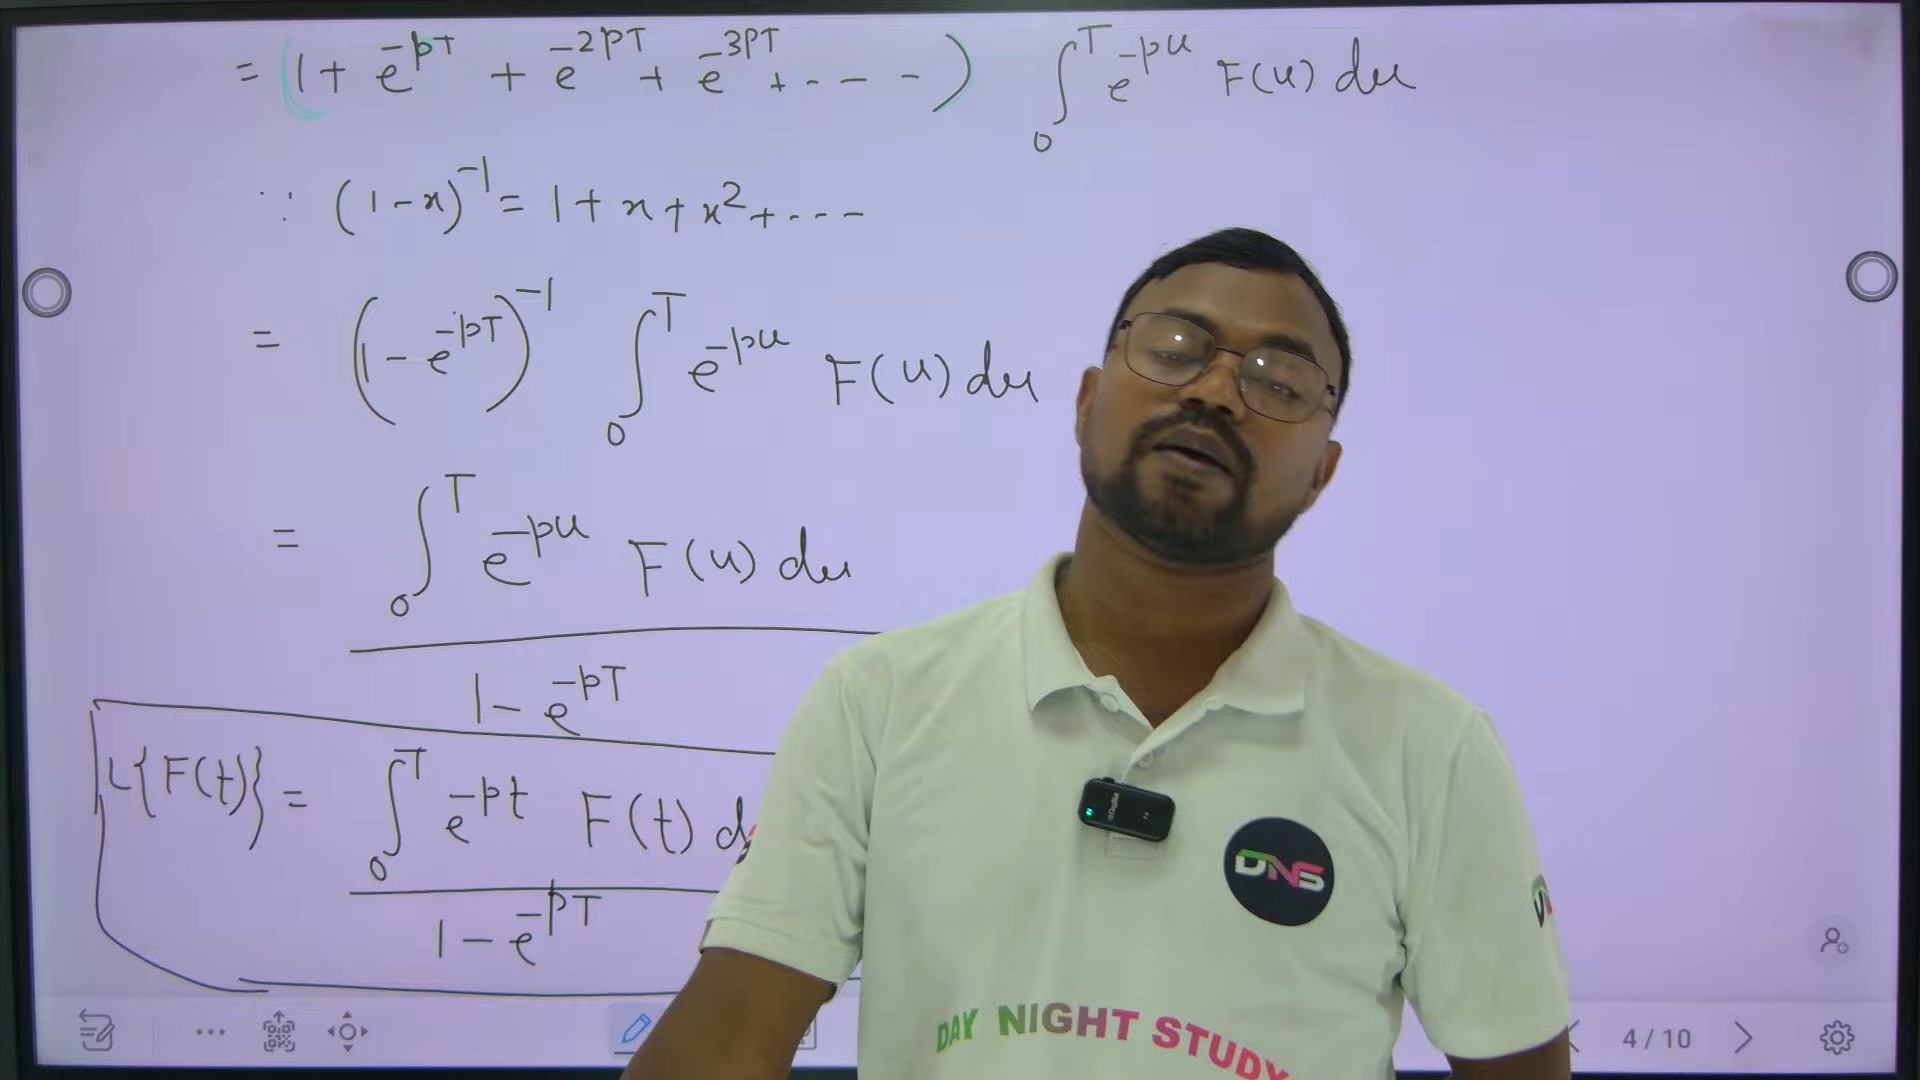 = (1 + e^{-pT} + e^{-2pT} + e^{-3pT} + - - - -) ∫_0^T e^{-pu} F(u) du
∵ (1-x)^{-1} = 1 + x + x^2 + - - -
= (1 - e^{-pT})^{-1} ∫_0^T e^{-pu} F(u) du
= ∫_0^T e^{-pu} F(u) du
1 - e^{-pT}
L{F(t)} = ∫_0^T e^{-pt} F(t) d
1 - e^{-pT}
DNS
DAY NIGHT STUDY
4/10